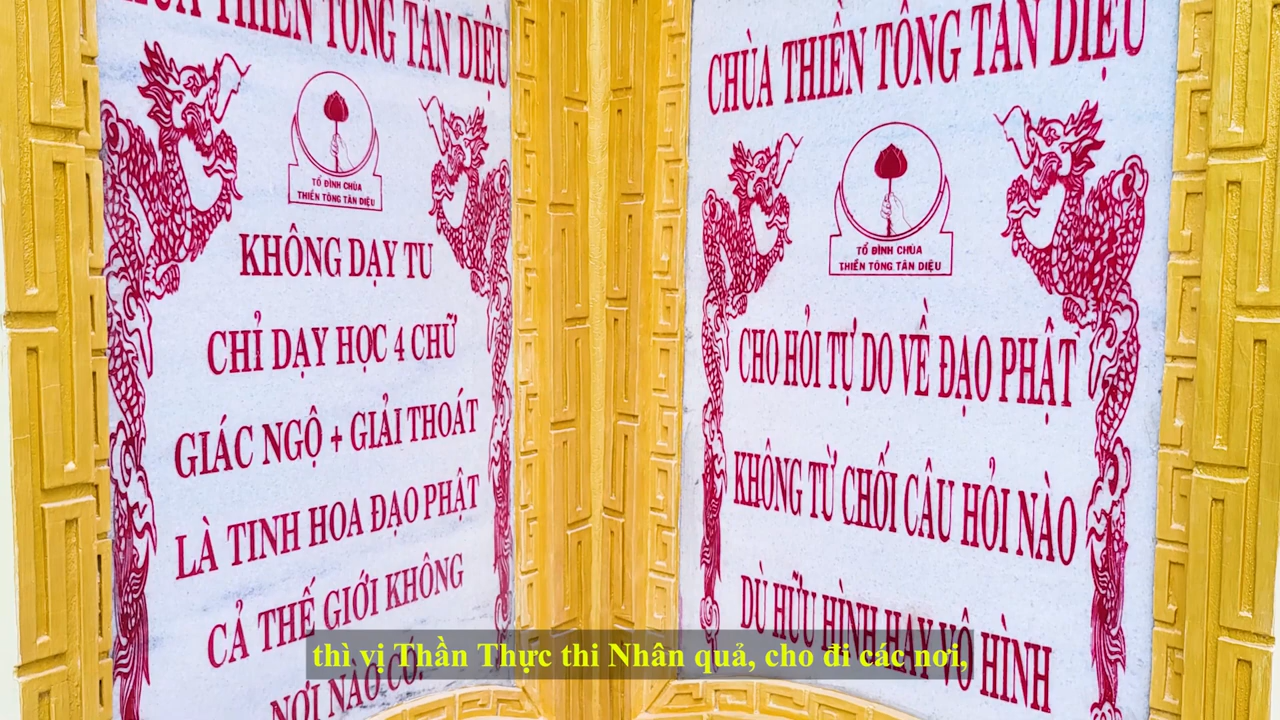 CHÙA THIỀN TÔNG TÂN DIỆU
TỔ ĐÌNH CHÙA
THIỀN TÔNG TÂN DIỆU
KHÔNG DẠY TU
CHỈ DẠY HỌC 4 CHỮ
GIÁC NGỘ + GIẢI THOÁT
LÀ TINH HOA ĐẠO PHẬT
CẢ THẾ GIỚI KHÔNG
NƠI NÀO CÓ.
CHÙA THIỀN TÔNG TÂN DIỆU
TỔ ĐÌNH CHÙA
THIỀN TÔNG TÂN DIỆU
CHO HỎI TỰ DO VỀ ĐẠO PHẬT
KHÔNG TỪ CHỐI CÂU HỎI NÀO
DÙ HỮU HÌNH HAY VÔ HÌNH
thì vị Thần Thực thi Nhân quả, cho đi các nơi,